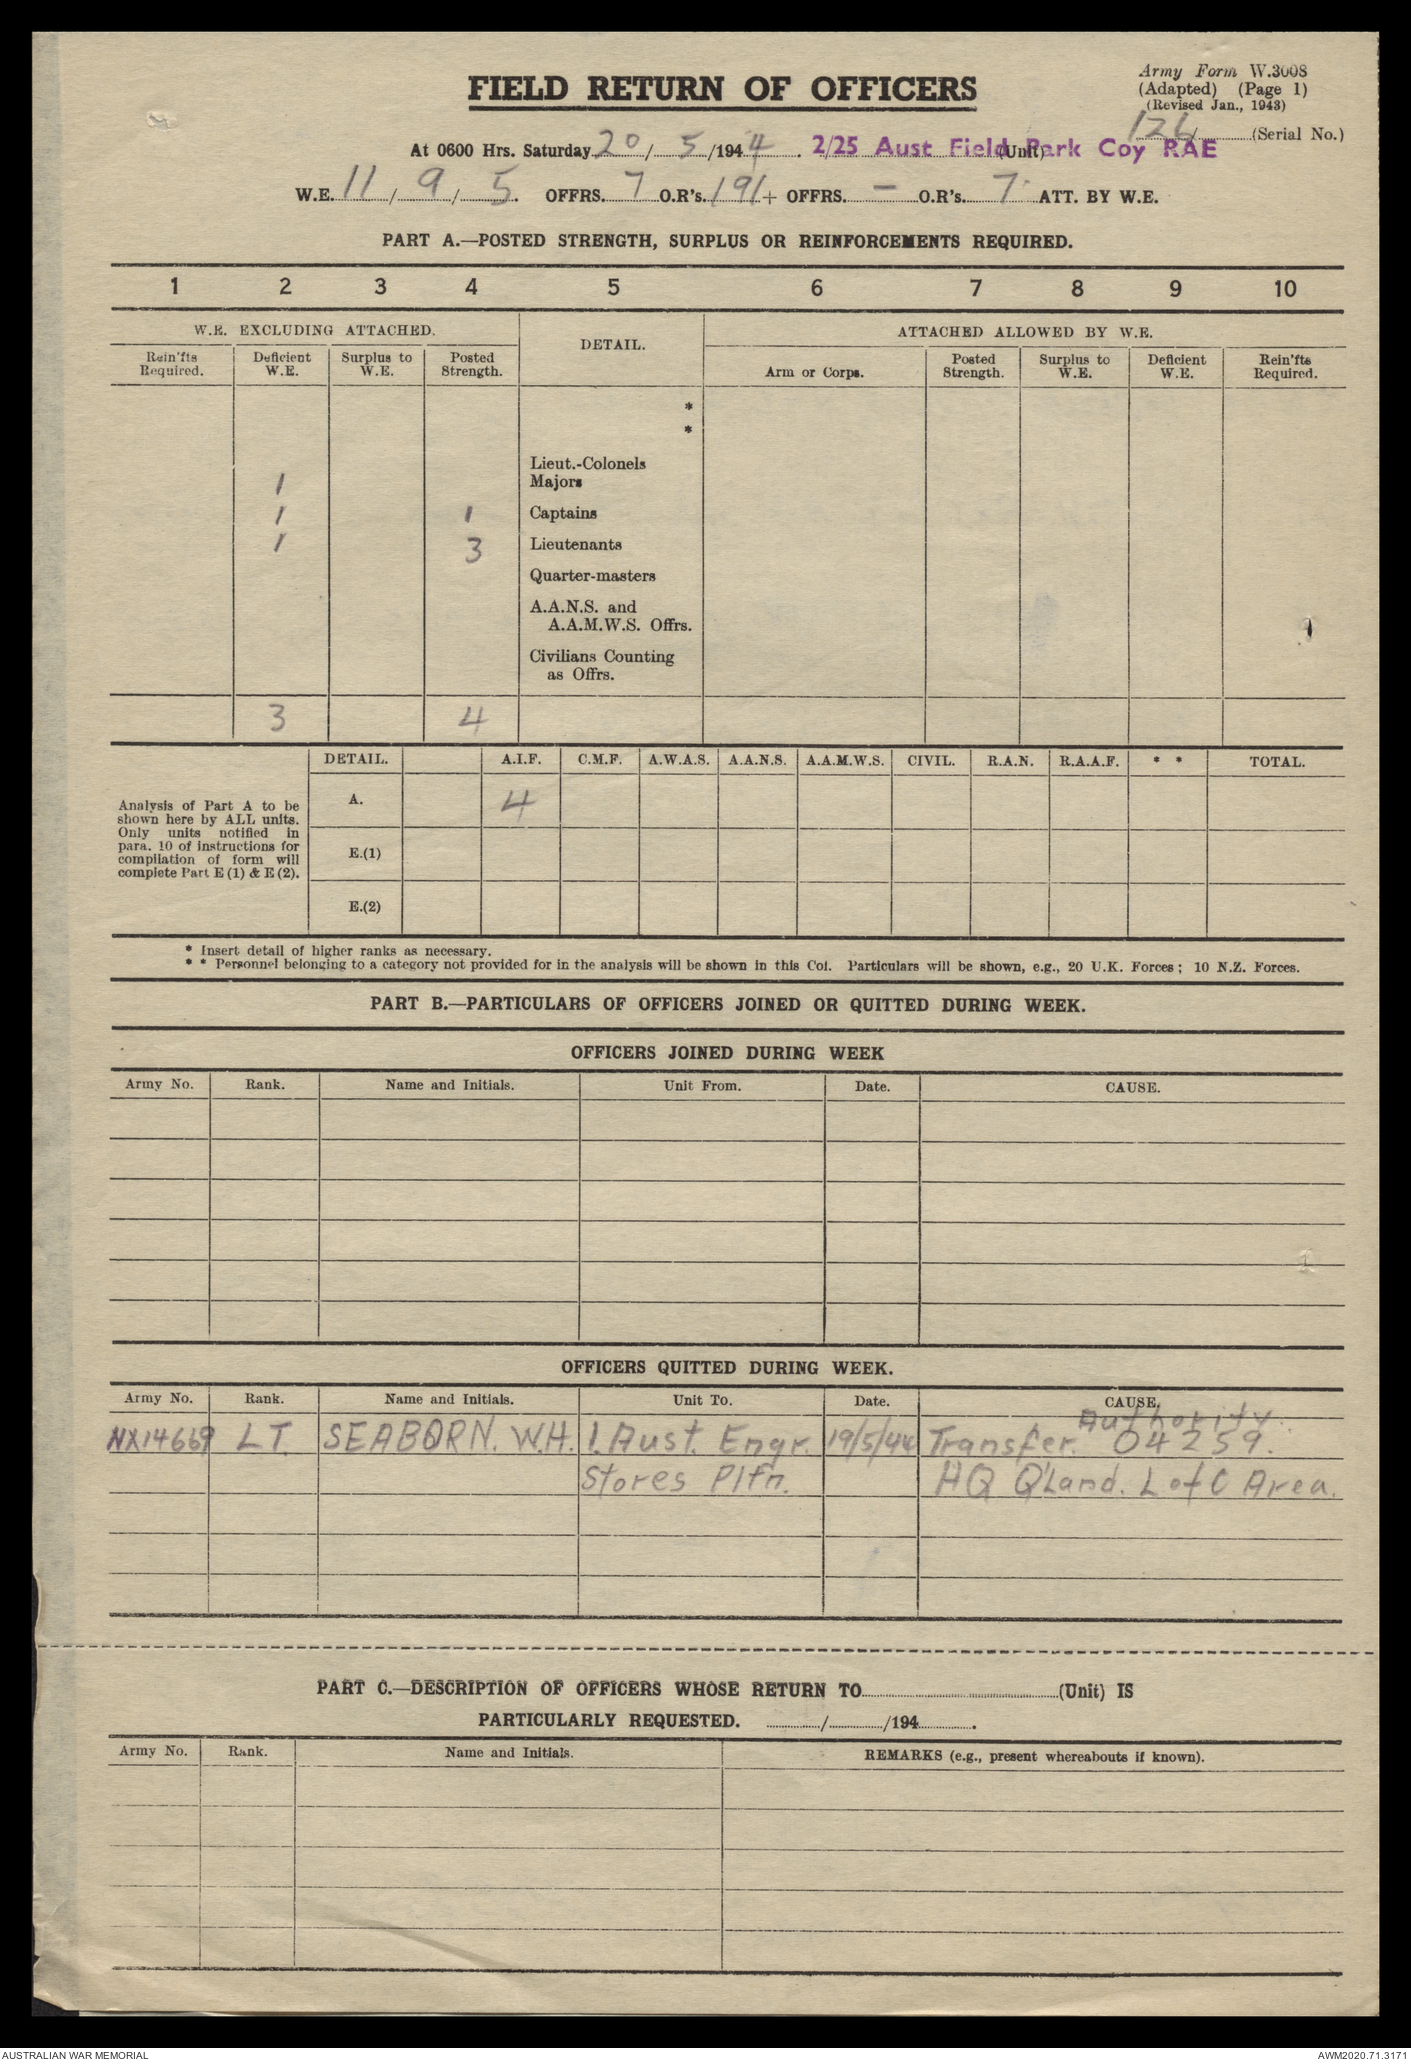 FIELD RETURN OF OFFICERS
Army Form W.3008
(Adapted) (Page 1)
(Revised Jan., 1943)
126/ (Serial No.)
At 0600 Hrs. Saturday 20/5/1944. 2/25 Aust Field Park Coy RAE (Unit)
W.E. 11/9/5. OFFRS. 7 O.R's. 191 + OFFRS. — O.R's. 7 ATT. BY W.E.
PART A.—POSTED STRENGTH, SURPLUS OR REINFORCEMENTS REQUIRED.
1 2 3 4 5 6 7 8 9 10
W.E. EXCLUDING ATTACHED. DETAIL. ATTACHED ALLOWED BY W.E.
Rein'fts Required. Deficient W.E. Surplus to W.E. Posted Strength. Arm or Corps. Posted Strength. Surplus to W.E. Deficient W.E. Rein'fts Required.
*
*
Lieut.-Colonels
1 Majors
1 1 Captains
1 3 Lieutenants
Quarter-masters
A.A.N.S. and
A.A.M.W.S. Offrs.
Civilians Counting
as Offrs.
3 4
DETAIL. A.I.F. C.M.F. A.W.A.S. A.A.N.S. A.A.M.W.S. CIVIL. R.A.N. R.A.A.F. * * TOTAL.
Analysis of Part A to be
shown here by ALL units.
Only units notified in
para. 10 of instructions for
compilation of form will
complete Part E (1) & E (2).
A. 4
E.(1)
E.(2)
* Insert detail of higher ranks as necessary.
* * Personnel belonging to a category not provided for in the analysis will be shown in this Col. Particulars will be shown, e.g., 20 U.K. Forces; 10 N.Z. Forces.
PART B.—PARTICULARS OF OFFICERS JOINED OR QUITTED DURING WEEK.
OFFICERS JOINED DURING WEEK
Army No. Rank. Name and Initials. Unit From. Date. CAUSE.
OFFICERS QUITTED DURING WEEK.
Army No. Rank. Name and Initials. Unit To. Date. CAUSE.
Authority.
NX14669 LT. SEABORN. W.H. 1. Aust. Engr. 19/5/44 Transfer. 04259.
Stores Pltn. HQ Q'Land. L of C Area.
PART C.—DESCRIPTION OF OFFICERS WHOSE RETURN TO (Unit) IS
PARTICULARLY REQUESTED. / /194 .
Army No. Rank. Name and Initials. REMARKS (e.g., present whereabouts if known).
AUSTRALIAN WAR MEMORIAL AWM2020.71.3171